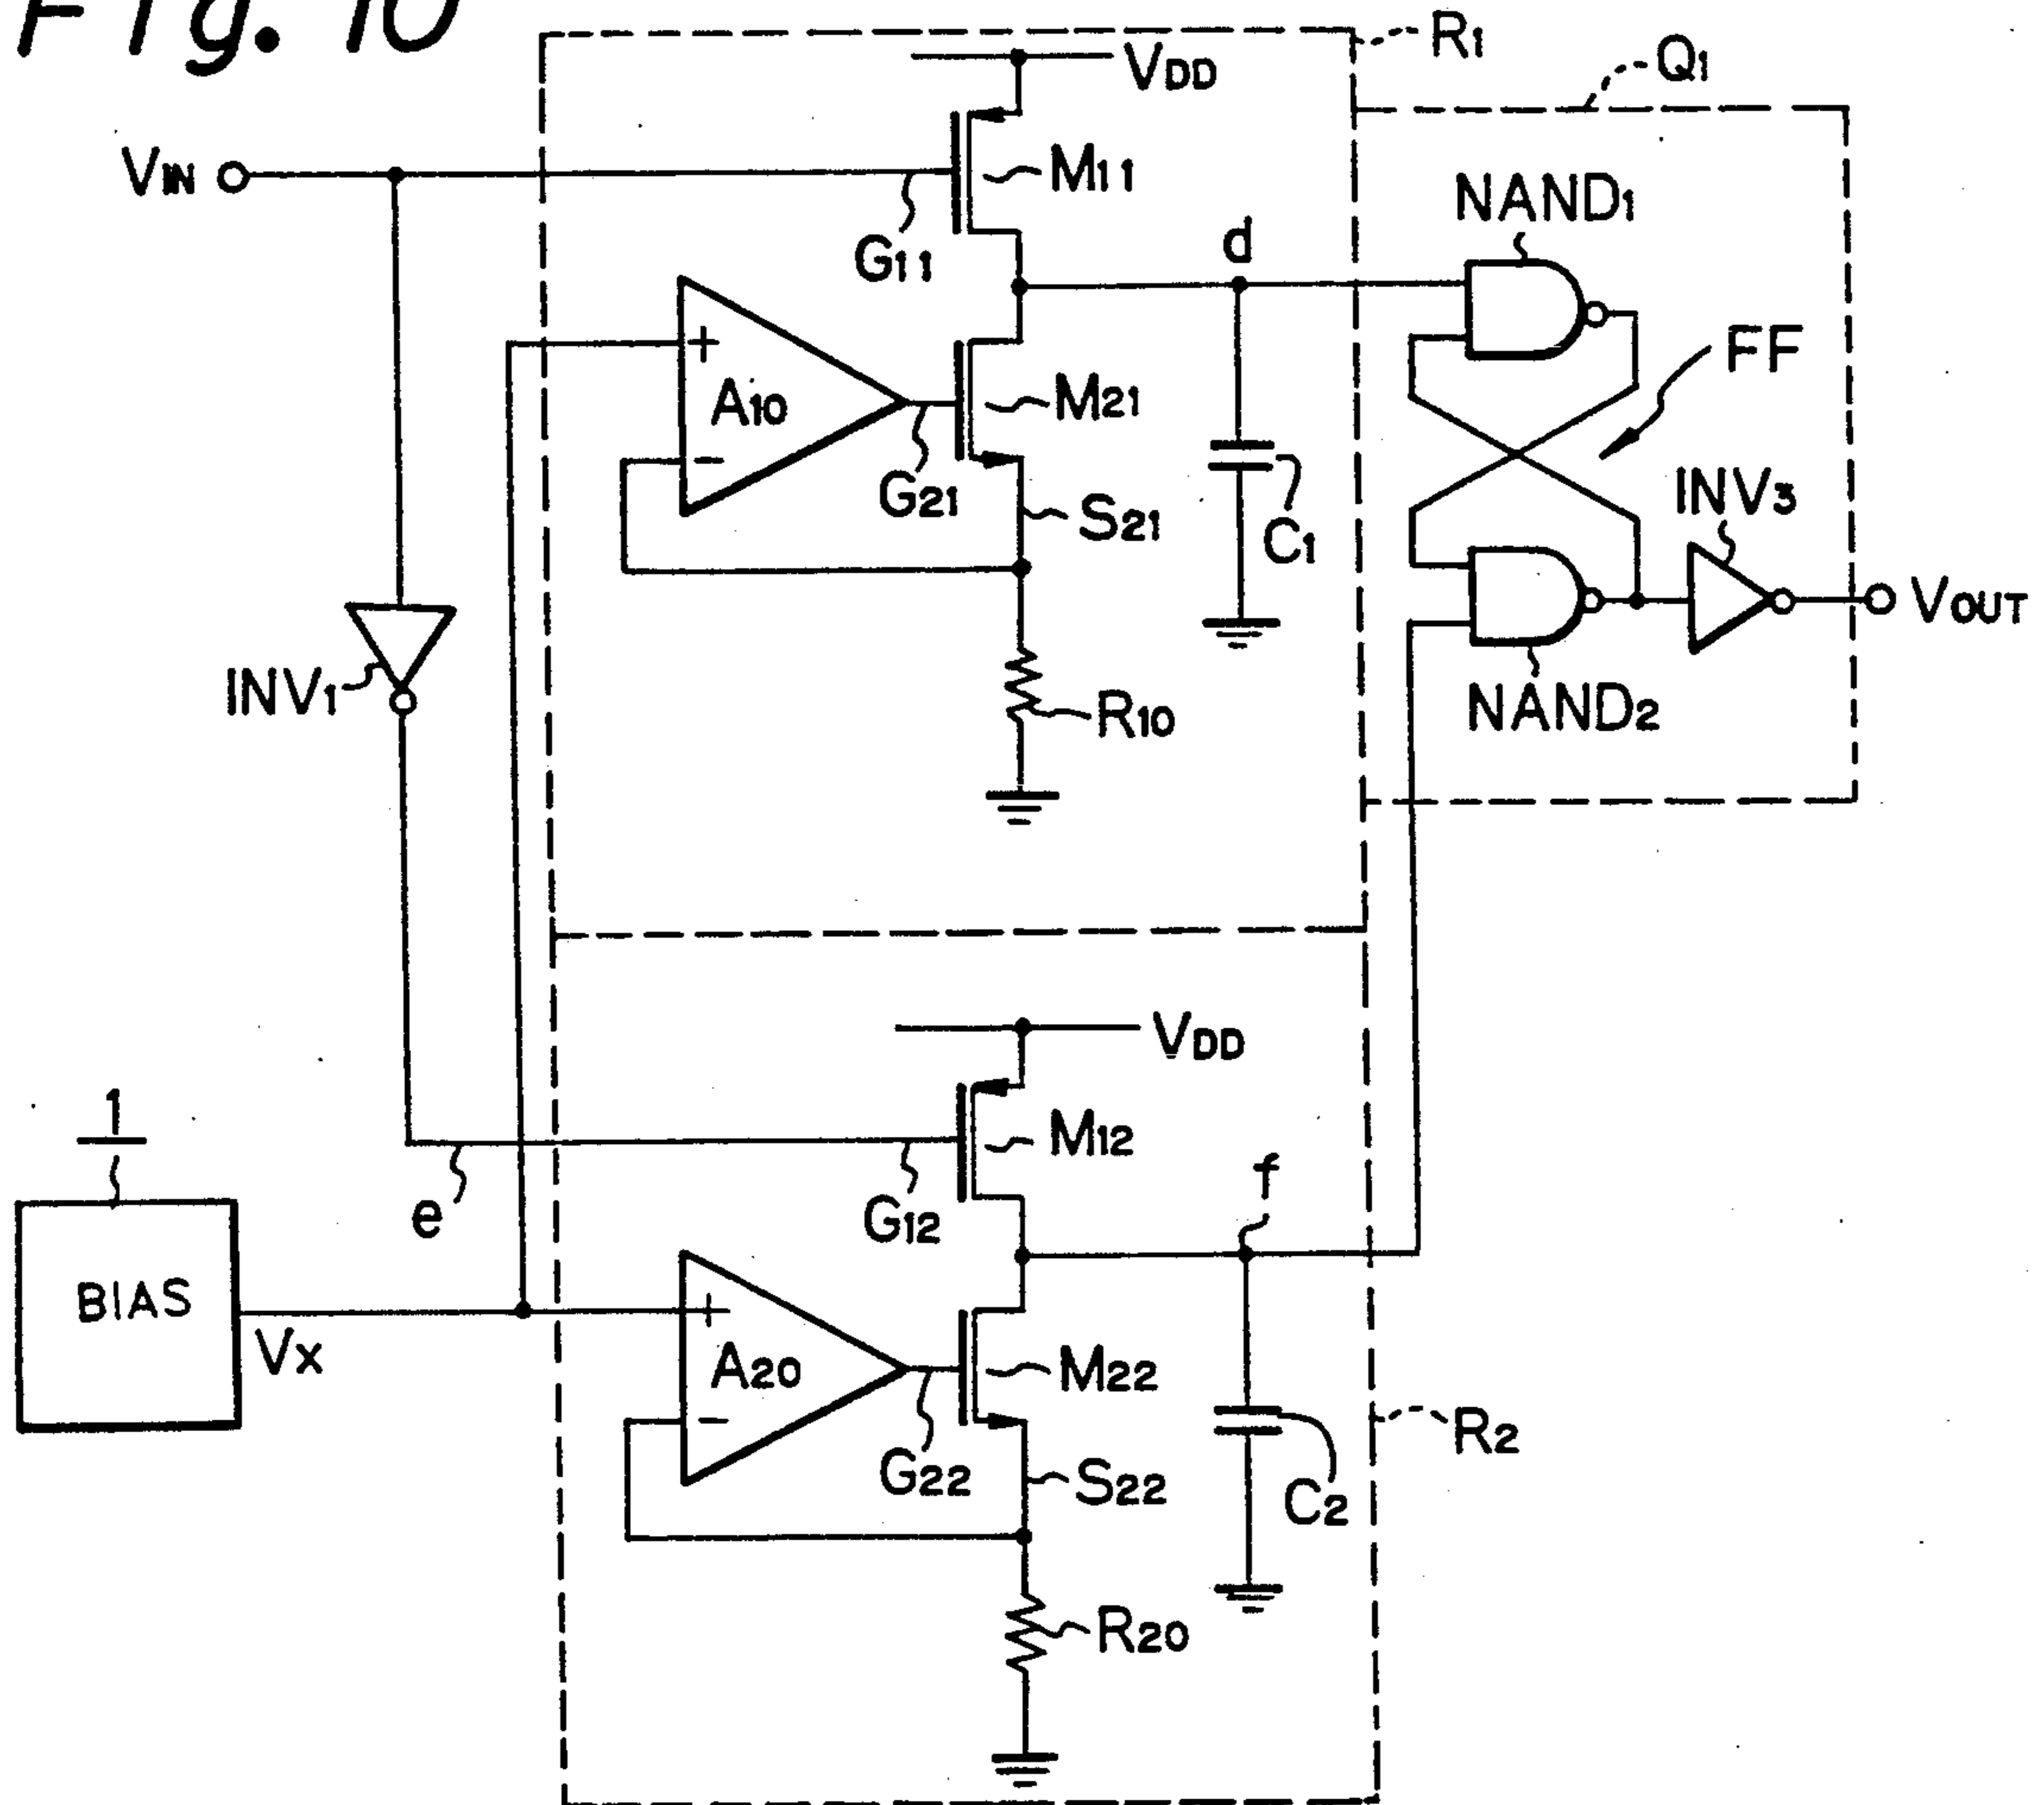 Fig. 10
R1
VDD
Q1
VIN
M11
NAND1
G11
d
+
A10
M21
FF
-
G21
S21
C1
INV3
VOUT
INV1
R10
NAND2
VDD
1
M12
e
G12
f
BIAS
VX
+
A20
M22
-
G22
S22
C2
R2
R20